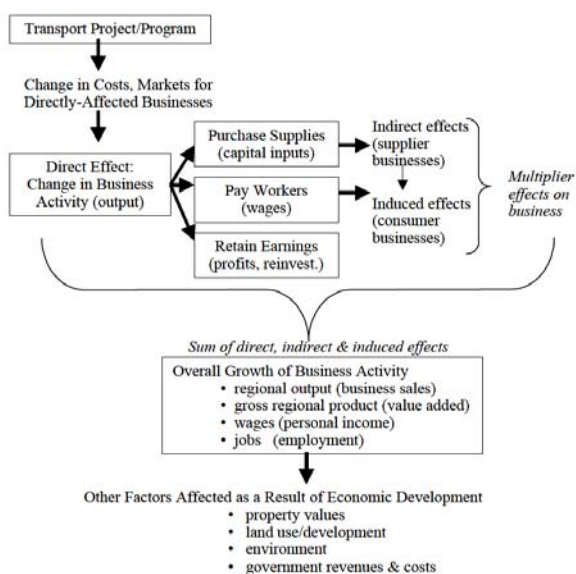 Transport Project/Program
Change in Costs, Markets for
Directly-Affected Businesses
Direct Effect:
Change in Business
Activity (output)
Purchase Supplies
(capital inputs)
Pay Workers
(wages)
Retain Earnings
(profits, reinvest.)
Indirect effects
(supplier
businesses)
Induced effects
(consumer
businesses)
Multiplier
effects on
business
Sum of direct, indirect & induced effects
Overall Growth of Business Activity
• regional output (business sales)
• gross regional product (value added)
• wages (personal income)
• jobs (employment)
Other Factors Affected as a Result of Economic Development
• property values
• land use/development
• environment
• government revenues & costs